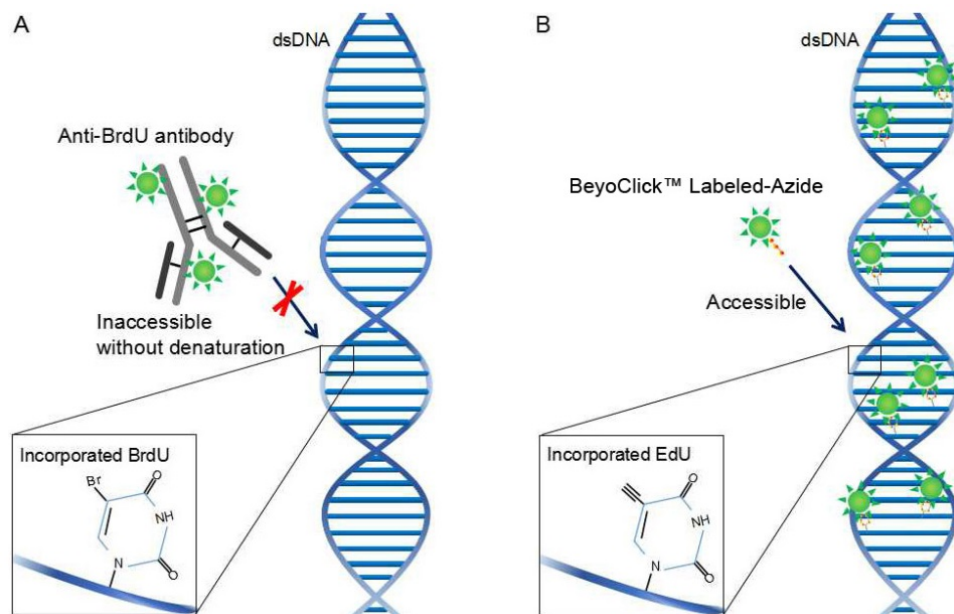 A
dsDNA
Anti-BrdU antibody
Inaccessible
without denaturation
Incorporated BrdU
Br
O
NH
N
O
B
dsDNA
BeyoClick™ Labeled-Azide
Accessible
Incorporated EdU
O
NH
N
O